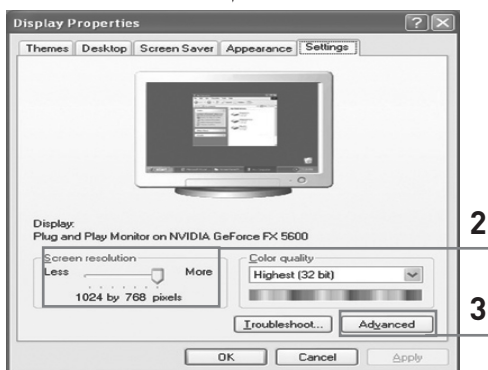 Display Properties
Themes Desktop Screen Saver Appearance Settings
Display:
Plug and Play Monitor on NVIDIA GeForce FX 5600
Screen resolution
Less More
1024 by 768 pixels
Color quality
Highest (32 bit)
2
Troubleshoot... Advanced
3
OK Cancel Apply